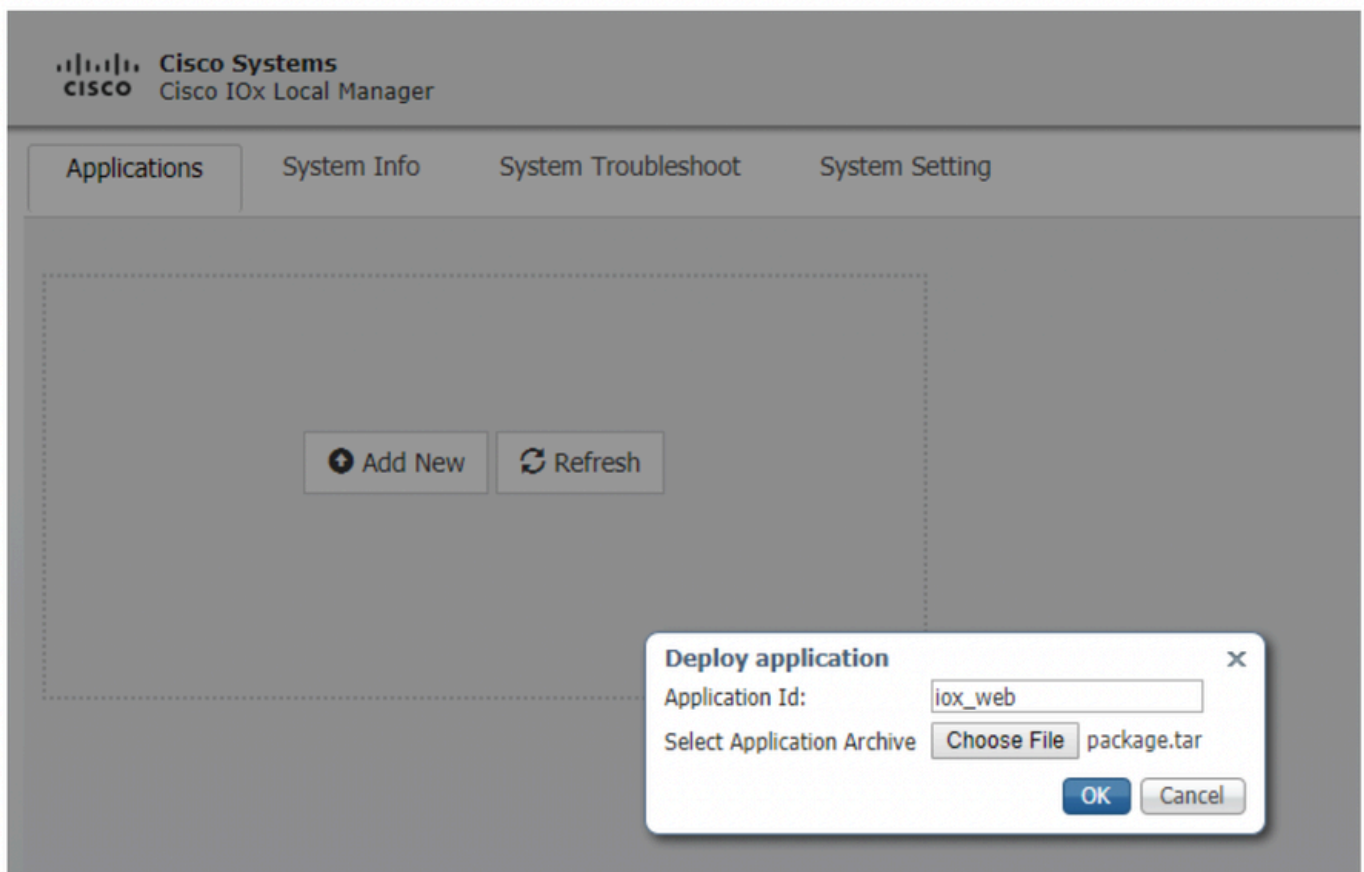 Cisco Systems
CISCO Cisco IOx Local Manager
Applications System Info System Troubleshoot System Setting
Add New Refresh
Deploy application x
Application Id: iox_web
Select Application Archive Choose File package.tar
OK Cancel